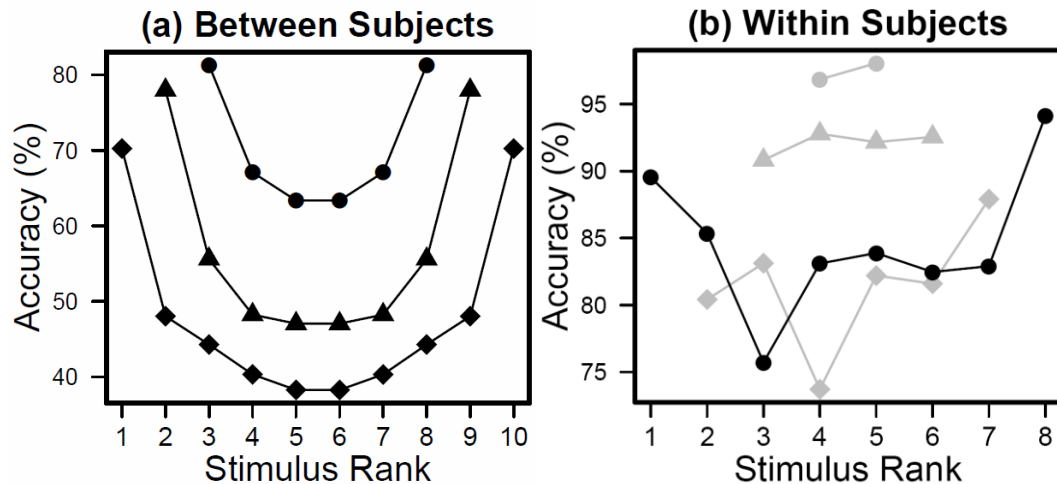 (a) Between Subjects
Accuracy (%)
80
70
60
50
40
1 2 3 4 5 6 7 8 9 10
Stimulus Rank
(b) Within Subjects
Accuracy (%)
95
90
85
80
75
1 2 3 4 5 6 7 8
Stimulus Rank